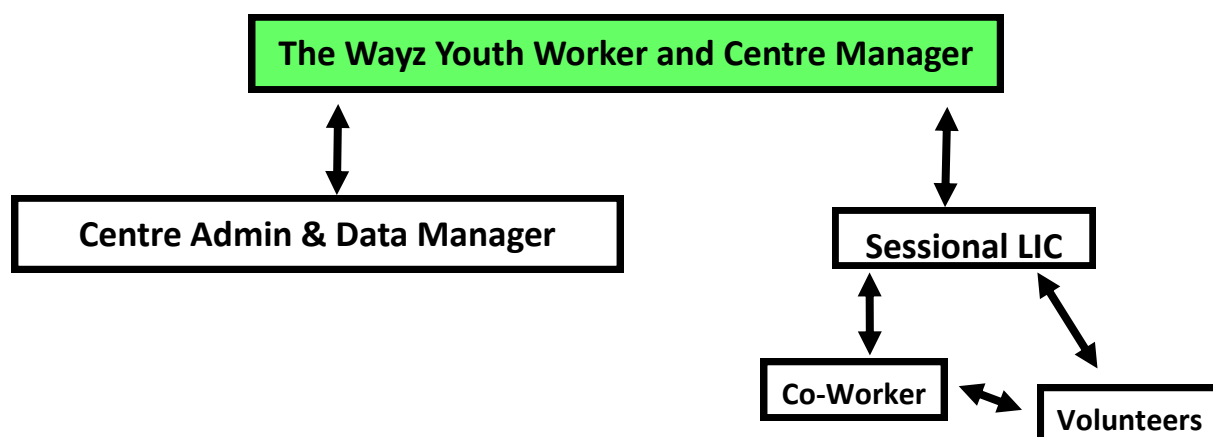 The Wayz Youth Worker and Centre Manager
Centre Admin & Data Manager
Sessional LIC
Co-Worker
Volunteers